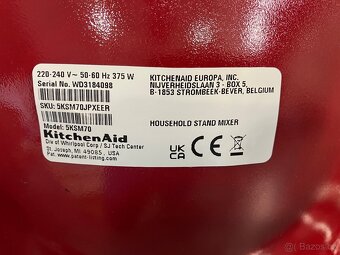 220-240 V~ 50-60 Hz 375 W
Serial No. WD3184098
SKU: 5KSM70JPXEER
Model: 5KSM70
KitchenAid
Div of Whirlpool Corp / SJ Tech Center
St. Joseph, MI 49085, USA
www.patent-listing.com
KITCHENAID EUROPA, INC.
NIJVERHEIDSLAAN 3 - BOX 5,
B-1853 STROMBEEK-BEVER, BELGIUM
HOUSEHOLD STAND MIXER
UK
CA
CE